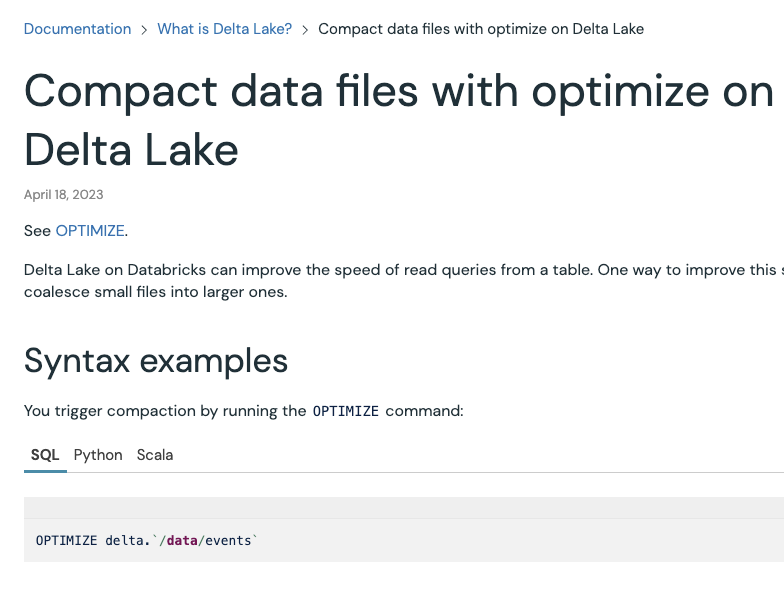 Documentation > What is Delta Lake? > Compact data files with optimize on Delta Lake
Compact data files with optimize on
Delta Lake
April 18, 2023
See OPTIMIZE.
Delta Lake on Databricks can improve the speed of read queries from a table. One way to improve this
coalesce small files into larger ones.
Syntax examples
You trigger compaction by running the OPTIMIZE command:
SQL Python Scala
OPTIMIZE delta.`/data/events`